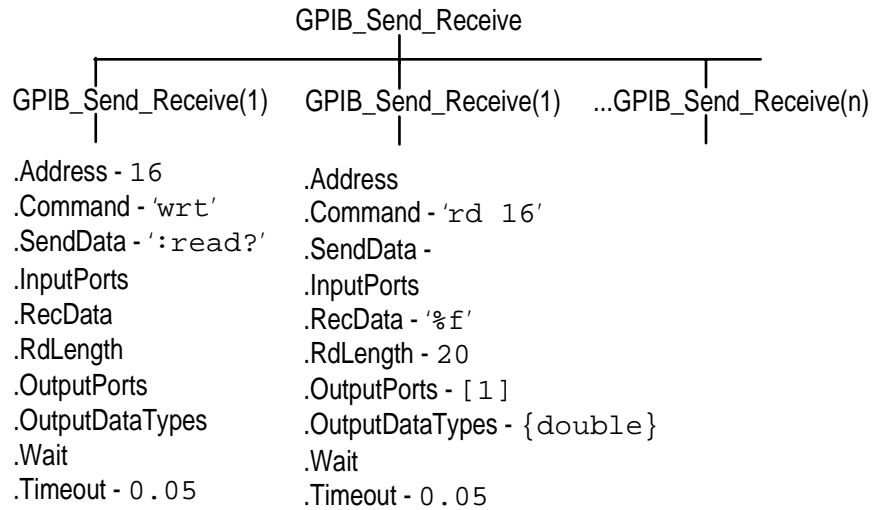 GPIB_Send_Receive
GPIB_Send_Receive(1)
GPIB_Send_Receive(1)
...GPIB_Send_Receive(n)
.Address - 16
.Command - ‘wrt’
.SendData - ‘:read?’
.InputPorts
.RecData
.RdLength
.OutputPorts
.OutputDataTypes
.Wait
.Timeout - 0.05
.Address
.Command - ‘rd 16’
.SendData -
.InputPorts
.RecData - ‘%f’
.RdLength - 20
.OutputPorts - [1]
.OutputDataTypes - {double}
.Wait
.Timeout - 0.05